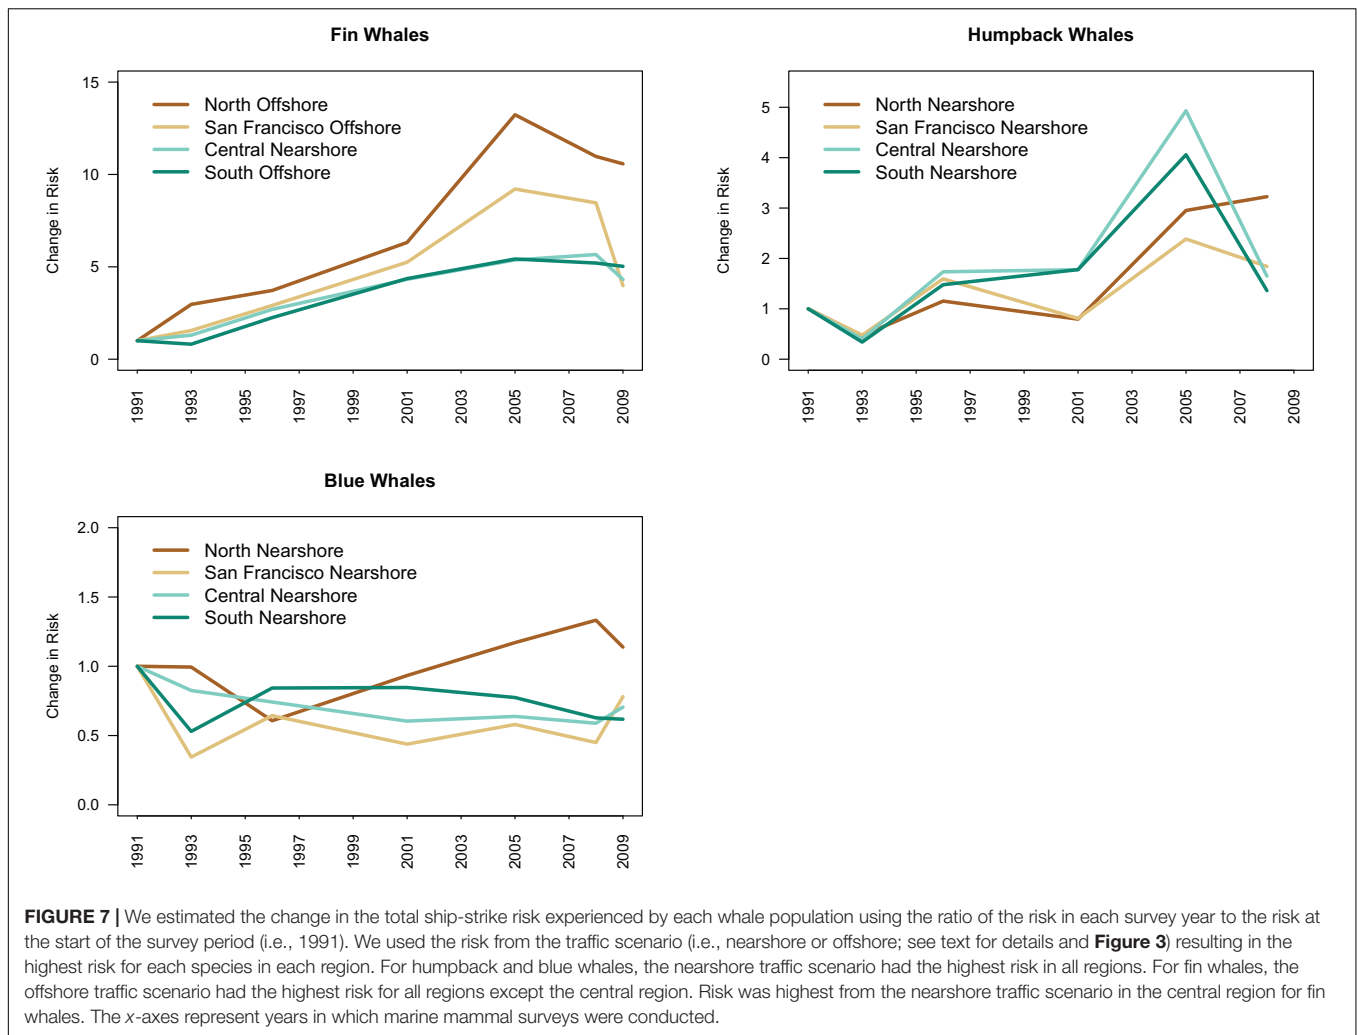 Fin Whales
15
10
5
0
Change in Risk
North Offshore
San Francisco Offshore
Central Nearshore
South Offshore
1991
1993
1995
1997
1999
2001
2003
2005
2007
2009
Humpback Whales
5
4
3
2
1
0
Change in Risk
North Nearshore
San Francisco Nearshore
Central Nearshore
South Nearshore
1991
1993
1995
1997
1999
2001
2003
2005
2007
2009
Blue Whales
2.0
1.5
1.0
0.5
0.0
Change in Risk
North Nearshore
San Francisco Nearshore
Central Nearshore
South Nearshore
1991
1993
1995
1997
1999
2001
2003
2005
2007
2009
FIGURE 7 | We estimated the change in the total ship-strike risk experienced by each whale population using the ratio of the risk in each survey year to the risk at
the start of the survey period (i.e., 1991). We used the risk from the traffic scenario (i.e., nearshore or offshore; see text for details and Figure 3) resulting in the
highest risk for each species in each region. For humpback and blue whales, the nearshore traffic scenario had the highest risk in all regions. For fin whales, the
offshore traffic scenario had the highest risk for all regions except the central region. Risk was highest from the nearshore traffic scenario in the central region for fin
whales. The x-axes represent years in which marine mammal surveys were conducted.